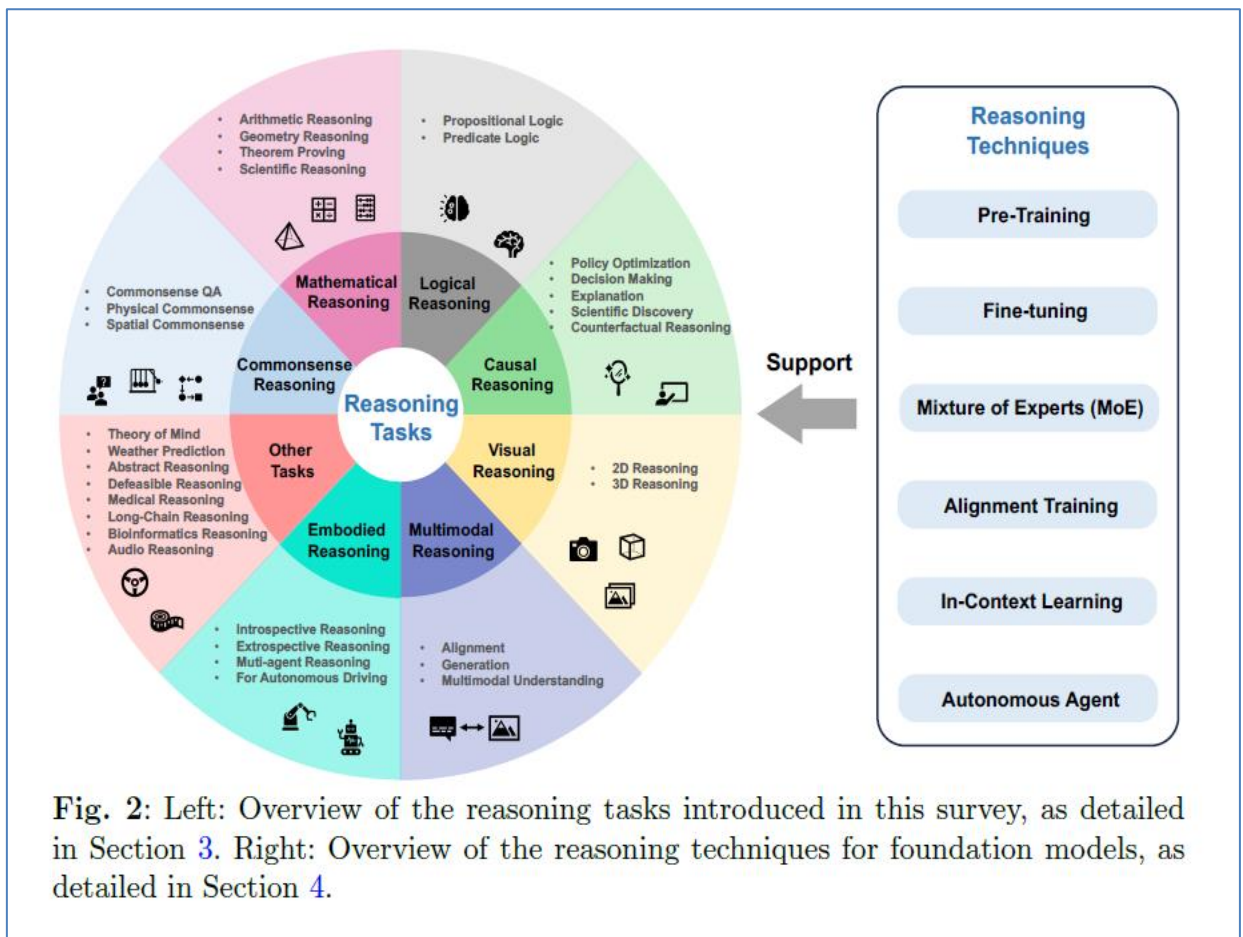 • Arithmetic Reasoning
• Geometry Reasoning
• Theorem Proving
• Scientific Reasoning
• Propositional Logic
• Predicate Logic
• Policy Optimization
• Decision Making
• Explanation
• Scientific Discovery
• Counterfactual Reasoning
• Commonsense QA
• Physical Commonsense
• Spatial Commonsense
Mathematical
Reasoning
Logical
Reasoning
Commonsense
Reasoning
Causal
Reasoning
Reasoning
Tasks
Other
Tasks
Visual
Reasoning
Embodied
Reasoning
Multimodal
Reasoning
• Theory of Mind
• Weather Prediction
• Abstract Reasoning
• Defeasible Reasoning
• Medical Reasoning
• Long-Chain Reasoning
• Bioinformatics Reasoning
• Audio Reasoning
• 2D Reasoning
• 3D Reasoning
• Introspective Reasoning
• Extrospective Reasoning
• Muti-agent Reasoning
• For Autonomous Driving
• Alignment
• Generation
• Multimodal Understanding
Support
Reasoning
Techniques
Pre-Training
Fine-tuning
Mixture of Experts (MoE)
Alignment Training
In-Context Learning
Autonomous Agent
Fig. 2: Left: Overview of the reasoning tasks introduced in this survey, as detailed
in Section 3. Right: Overview of the reasoning techniques for foundation models, as
detailed in Section 4.